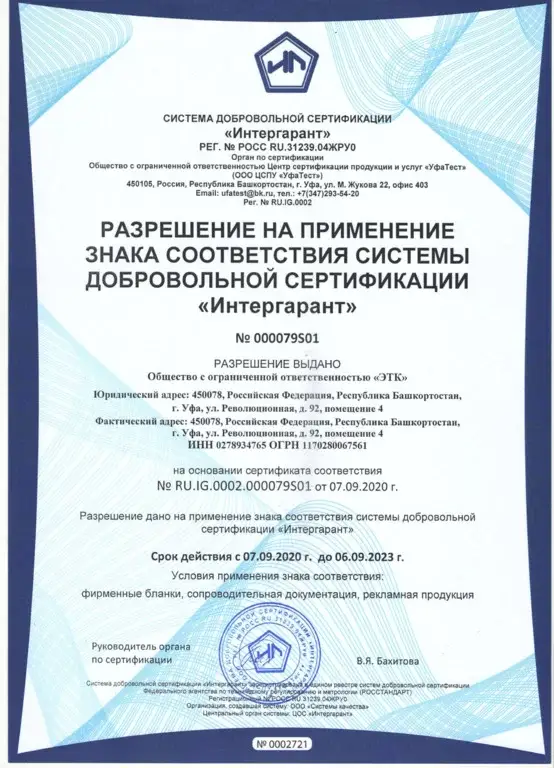 ИГ
СИСТЕМА ДОБРОВОЛЬНОЙ СЕРТИФИКАЦИИ
«Интергарант»
РЕГ. № РОСС RU.31239.04ЖРУ0
Орган по сертификации
Общество с ограниченной ответственностью Центр сертификации продукции и услуг «УфаТест»
(ООО ЦСПУ «УфаТест»)
450105, Россия, Республика Башкортостан, г. Уфа, ул. М. Жукова 22, офис 403
Email: ufatest@bk.ru, тел.: +7(347)293-54-20
Рег. № RU.IG.0002
РАЗРЕШЕНИЕ НА ПРИМЕНЕНИЕ
ЗНАКА СООТВЕТСТВИЯ СИСТЕМЫ
ДОБРОВОЛЬНОЙ СЕРТИФИКАЦИИ
«Интергарант»
№ 000079S01
РАЗРЕШЕНИЕ ВЫДАНО
Общество с ограниченной ответственностью «ЭТК»
Юридический адрес: 450078, Российская Федерация, Республика Башкортостан,
г. Уфа, ул. Революционная, д. 92, помещение 4
Фактический адрес: 450078, Российская Федерация, Республика Башкортостан,
г. Уфа, ул. Революционная, д. 92, помещение 4
ИНН 0278934765 ОГРН 1170280067561
на основании сертификата соответствия
№ RU.IG.0002.000079S01 от 07.09.2020 г.
Разрешение дано на применение знака соответствия системы добровольной
сертификации «Интергарант»
Срок действия с 07.09.2020 г. до 06.09.2023 г.
Условия применения знака соответствия:
фирменные бланки, сопроводительная документация, рекламная продукция
Руководитель органа
по сертификации
В.Я. Бахитова
Система добровольной сертификации «Интергарант» зарегистрирована в едином реестре систем добровольной сертификации
Федерального агентства по техническому регулированию и метрологии (РОССТАНДАРТ)
Регистрационный № РОСС RU 31239.04ЖРУ0
Организация, создавшая систему: ООО «Системы качества»
Центральный орган системы: ЦОС «Интергарант»
№ 0002721